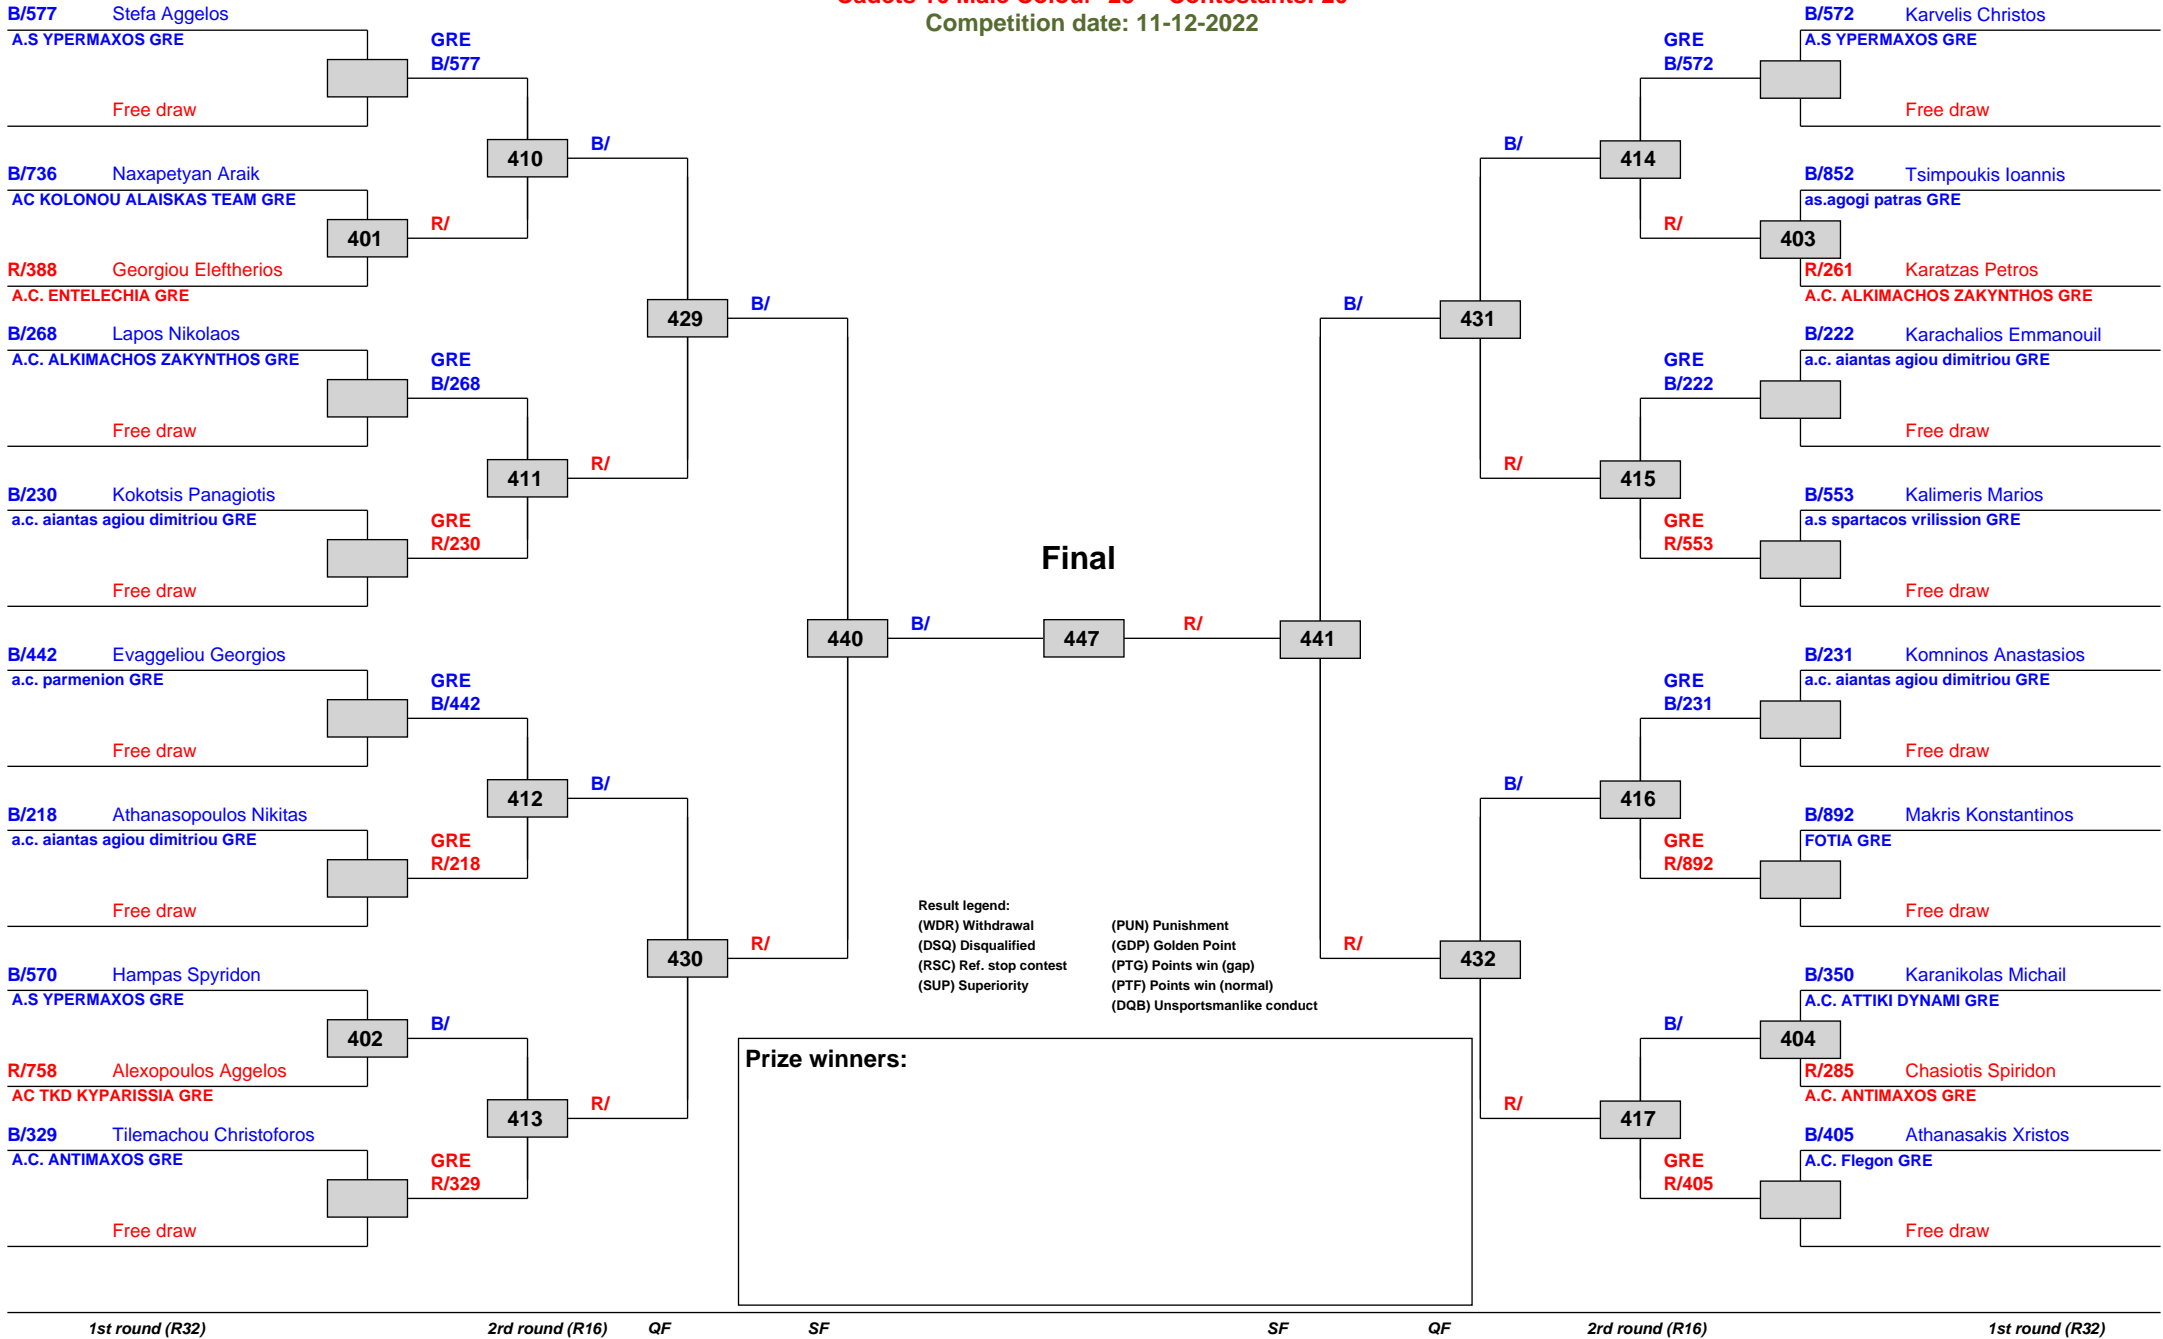 Competition date: 11-12-2022
B/577 Stefa Aggelos
A.S YPERMAXOS GRE
GRE
B/577
Free draw
410
B/
B/736 Naxapetyan Araik
AC KOLONOU ALAISKAS TEAM GRE
401
R/
R/388 Georgiou Eleftherios
A.C. ENTELECHIA GRE
429
B/
B/268 Lapos Nikolaos
A.C. ALKIMACHOS ZAKYNTHOS GRE
GRE
B/268
Free draw
411
R/
B/230 Kokotsis Panagiotis
a.c. aiantas agiou dimitriou GRE
GRE
R/230
Free draw
440
B/
B/442 Evaggeliou Georgios
a.c. parmenion GRE
GRE
B/442
Free draw
412
B/
B/218 Athanasopoulos Nikitas
a.c. aiantas agiou dimitriou GRE
GRE
R/218
Free draw
430
R/
B/570 Hampas Spyridon
A.S YPERMAXOS GRE
402
B/
R/758 Alexopoulos Aggelos
AC TKD KYPARISSIA GRE
413
R/
B/329 Tilemachou Christoforos
A.C. ANTIMAXOS GRE
GRE
R/329
Free draw
Final
447
R/
441
B/572 Karvelis Christos
A.S YPERMAXOS GRE
GRE
B/572
Free draw
B/
414
B/852 Tsimpoukis Ioannis
as.agogi patras GRE
R/
403
R/261 Karatzas Petros
A.C. ALKIMACHOS ZAKYNTHOS GRE
B/
431
B/222 Karachalios Emmanouil
a.c. aiantas agiou dimitriou GRE
GRE
B/222
Free draw
R/
415
B/553 Kalimeris Marios
a.s spartacos vrilission GRE
GRE
R/553
Free draw
B/231 Komninos Anastasios
a.c. aiantas agiou dimitriou GRE
GRE
B/231
Free draw
B/
416
B/892 Makris Konstantinos
FOTIA GRE
GRE
R/892
Free draw
R/
432
B/350 Karanikolas Michail
A.C. ATTIKI DYNAMI GRE
B/
404
R/285 Chasiotis Spiridon
A.C. ANTIMAXOS GRE
R/
417
B/405 Athanasakis Xristos
A.C. Flegon GRE
GRE
R/405
Free draw
Result legend:
(WDR) Withdrawal (PUN) Punishment
(DSQ) Disqualified (GDP) Golden Point
(RSC) Ref. stop contest (PTG) Points win (gap)
(SUP) Superiority (PTF) Points win (normal)
(DQB) Unsportsmanlike conduct
Prize winners:
1st round (R32) 2rd round (R16) QF SF SF QF 2rd round (R16) 1st round (R32)